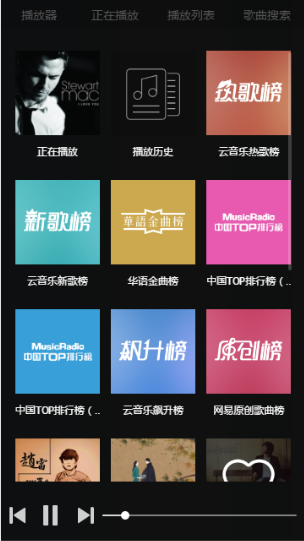 播放器 正在播放 播放列表 歌曲搜索
Stewart
mac
I LOVE YOU
热歌榜
正在播放 播放历史 云音乐热歌榜
新歌榜
華語金曲榜
MusicRadio
中国TOP排行榜
云音乐新歌榜 华语金曲榜 中国TOP排行榜（..
MusicRadio
中国TOP排行榜
飙升榜
原创榜
中国TOP排行榜（.. 云音乐飙升榜 网易原创歌曲榜
趙雷